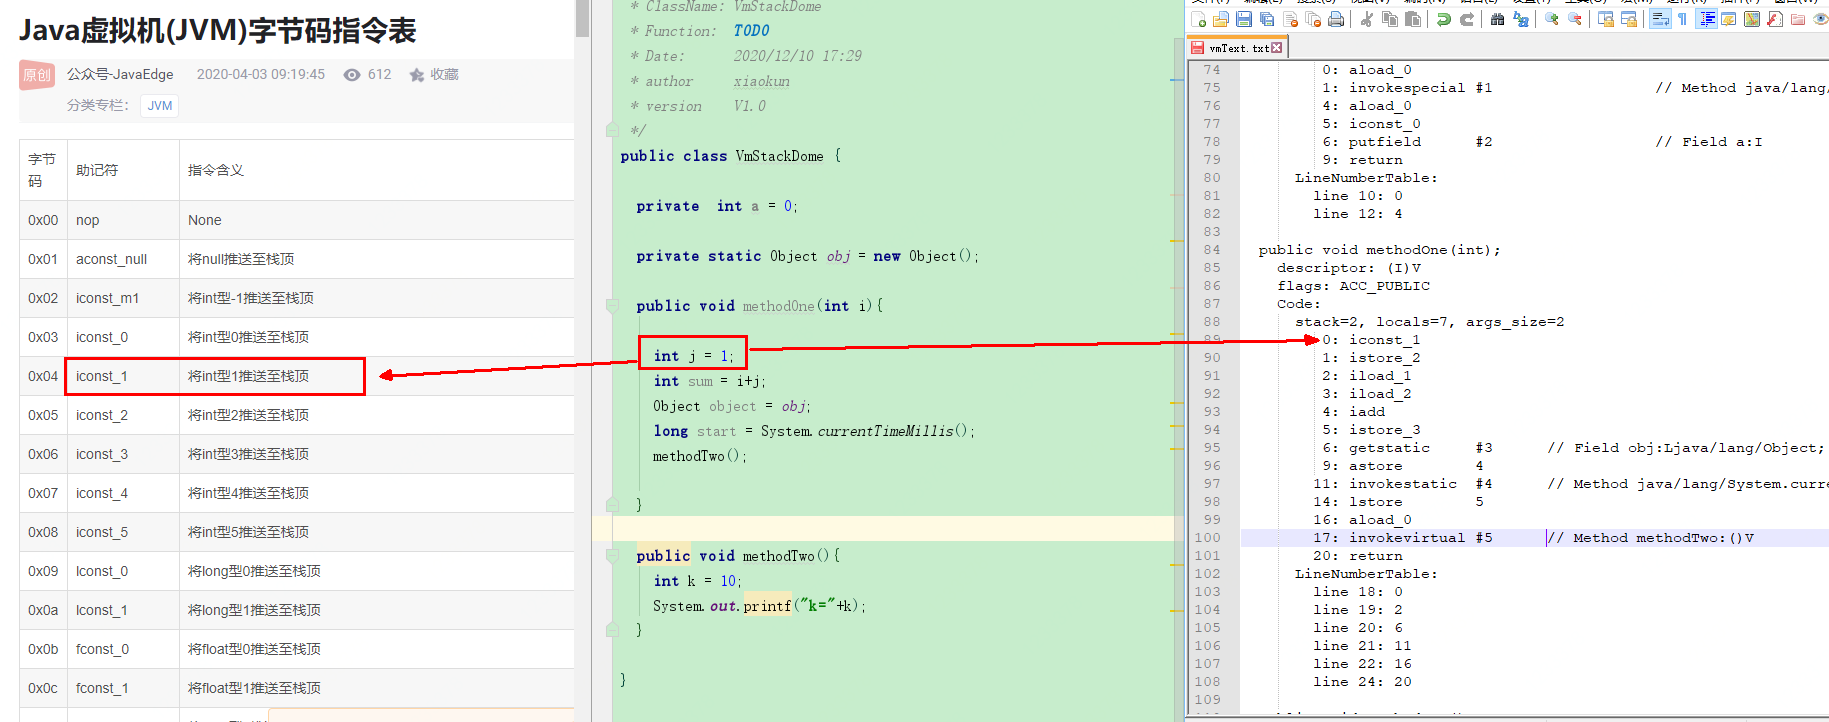 Java虚拟机(JVM)字节码指令表
原创 公众号-JavaEdge 2020-04-03 09:19:45 612 收藏
分类专栏： JVM
字节码 助记符 指令含义
0x00 nop None
0x01 aconst_null 将null推送至栈顶
0x02 iconst_m1 将int型-1推送至栈顶
0x03 iconst_0 将int型0推送至栈顶
0x04 iconst_1 将int型1推送至栈顶
0x05 iconst_2 将int型2推送至栈顶
0x06 iconst_3 将int型3推送至栈顶
0x07 iconst_4 将int型4推送至栈顶
0x08 iconst_5 将int型5推送至栈顶
0x09 lconst_0 将long型0推送至栈顶
0x0a lconst_1 将long型1推送至栈顶
0x0b fconst_0 将float型0推送至栈顶
0x0c fconst_1 将float型1推送至栈顶
* ClassName: VmStackDome
* Function: TODO
* Date: 2020/12/10 17:29
* author xiaokun
* version V1.0
*/
public class VmStackDome {
private int a = 0;
private static Object obj = new Object();
public void methodOne(int i){
int j = 1;
int sum = i+j;
Object object = obj;
long start = System.currentTimeMillis();
methodTwo();
}
public void methodTwo(){
int k = 10;
System.out.printf("k="+k);
}
}
vmText.txt
74 0: aload_0
75 1: invokespecial #1 // Method java/lang/
76 4: aload_0
77 5: iconst_0
78 6: putfield #2 // Field a:I
79 9: return
80 LineNumberTable:
81 line 10: 0
82 line 12: 4
83
84 public void methodOne(int);
85 descriptor: (I)V
86 flags: ACC_PUBLIC
87 Code:
88 stack=2, locals=7, args_size=2
89 0: iconst_1
90 1: istore_2
91 2: iload_1
92 3: iload_2
93 4: iadd
94 5: istore_3
95 6: getstatic #3 // Field obj:Ljava/lang/Object;
96 9: astore 4
97 11: invokestatic #4 // Method java/lang/System.curre
98 14: lstore 5
99 16: aload_0
100 17: invokevirtual #5 // Method methodTwo:()V
101 20: return
102 LineNumberTable:
103 line 18: 0
104 line 19: 2
105 line 20: 6
106 line 21: 11
107 line 22: 16
108 line 24: 20
109